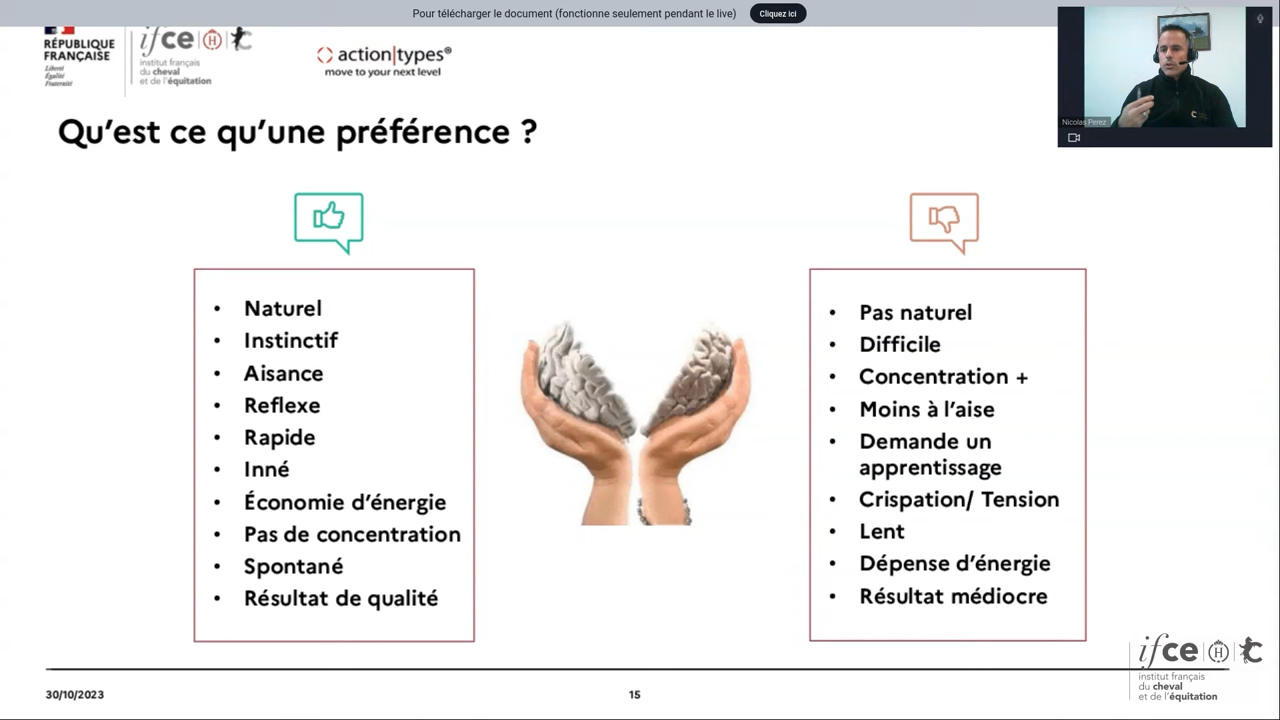 Pour télécharger le document (fonctionne seulement pendant le live) Cliquez ici
RÉPUBLIQUE
FRANÇAISE
Liberté
Égalité
Fraternité
ifce
institut français
du cheval
et de l'équitation
action|types®
move to your next level
Nicolas Perez
Qu'est ce qu'une préférence ?
• Naturel
• Instinctif
• Aisance
• Reflexe
• Rapide
• Inné
• Économie d'énergie
• Pas de concentration
• Spontané
• Résultat de qualité
• Pas naturel
• Difficile
• Concentration +
• Moins à l'aise
• Demande un
apprentissage
• Crispation/ Tension
• Lent
• Dépense d'énergie
• Résultat médiocre
30/10/2023
15
ifce H
institut français
du cheval
et de l'équitation